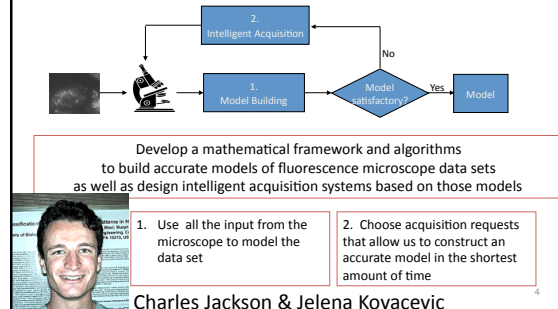 2.
Intelligent Acquisition
No
1.
Model Building
Model
satisfactory?
Yes
Model
Develop a mathematical framework and algorithms
to build accurate models of fluorescence microscope data sets
as well as design intelligent acquisition systems based on those models
1. Use all the input from the
microscope to model the
data set
2. Choose acquisition requests
that allow us to construct an
accurate model in the shortest
amount of time
4
Charles Jackson & Jelena Kovacevic